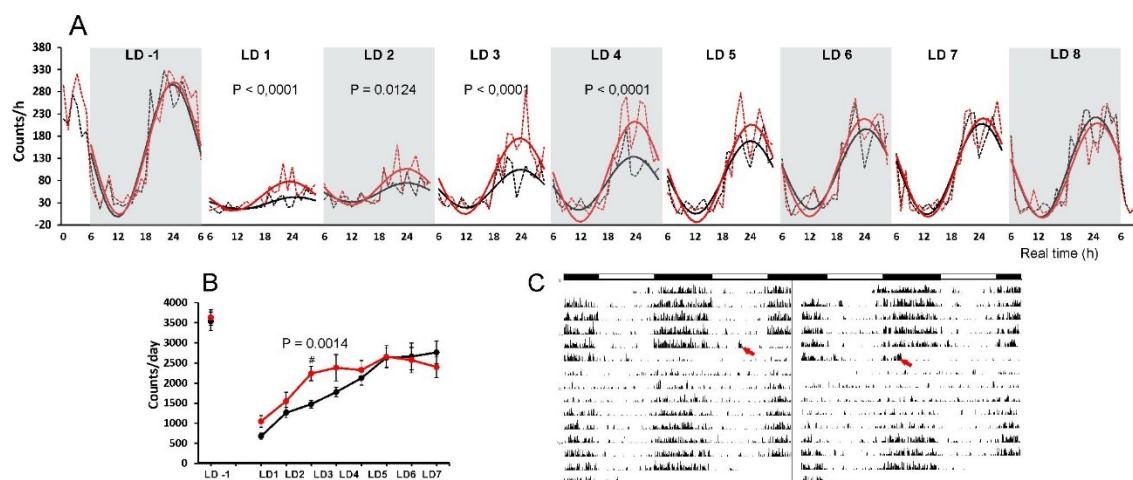 A
LD -1 LD 1 LD 2 LD 3 LD 4 LD 5 LD 6 LD 7 LD 8
P < 0,0001 P = 0.0124 P < 0,0001 P < 0,0001
Counts/h
380
330
280
230
180
130
80
30
-20
0 6 12 18 24 6 6 12 18 24 6 12 18 24 6 12 18 24 6 12 18 24 6 12 18 24 6 12 18 24 6 12 18 24 6 12 18 24 6
Real time (h)
B
Counts/day
4000
3500
3000
2500
2000
1500
1000
500
0
P = 0.0014
#
LD -1 LD1 LD2 LD3 LD4 LD5 LD6 LD7
C